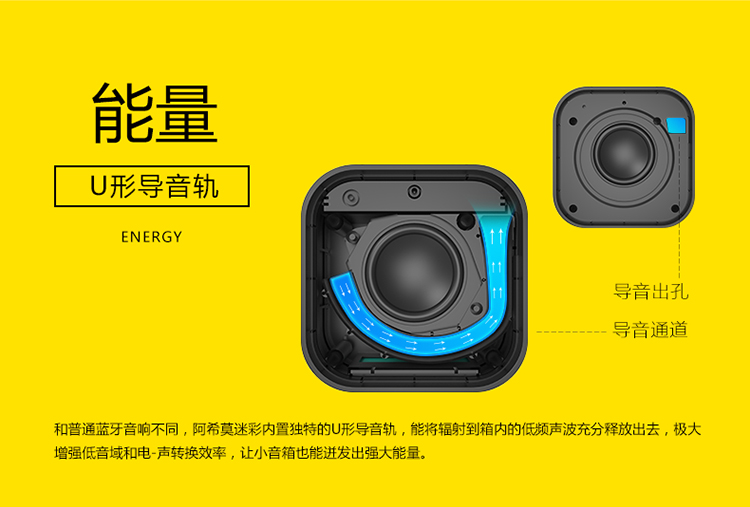 能量
U形导音轨
ENERGY
导音出孔
导音通道
和普通蓝牙音响不同，阿希莫迷彩内置独特的U形导音轨，能将辐射到箱内的低频声波充分释放出去，极大
增强低音域和电-声转换效率，让小音箱也能迸发出强大能量。